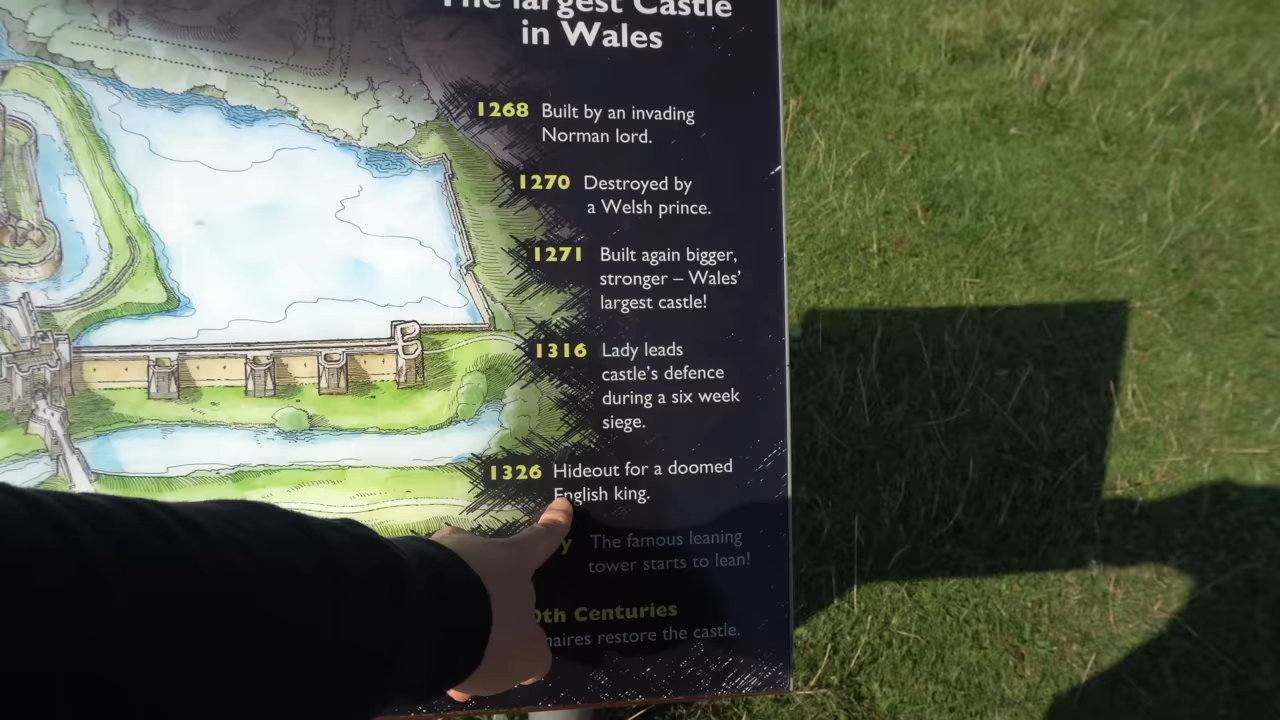 The largest Castle
in Wales
1268 Built by an invading
Norman lord.
1270 Destroyed by
a Welsh prince.
1271 Built again bigger,
stronger – Wales’
largest castle!
1316 Lady leads
castle’s defence
during a six week
siege.
1326 Hideout for a doomed
English king.
The famous leaning
tower starts to lean!
Centuries
restore the castle.